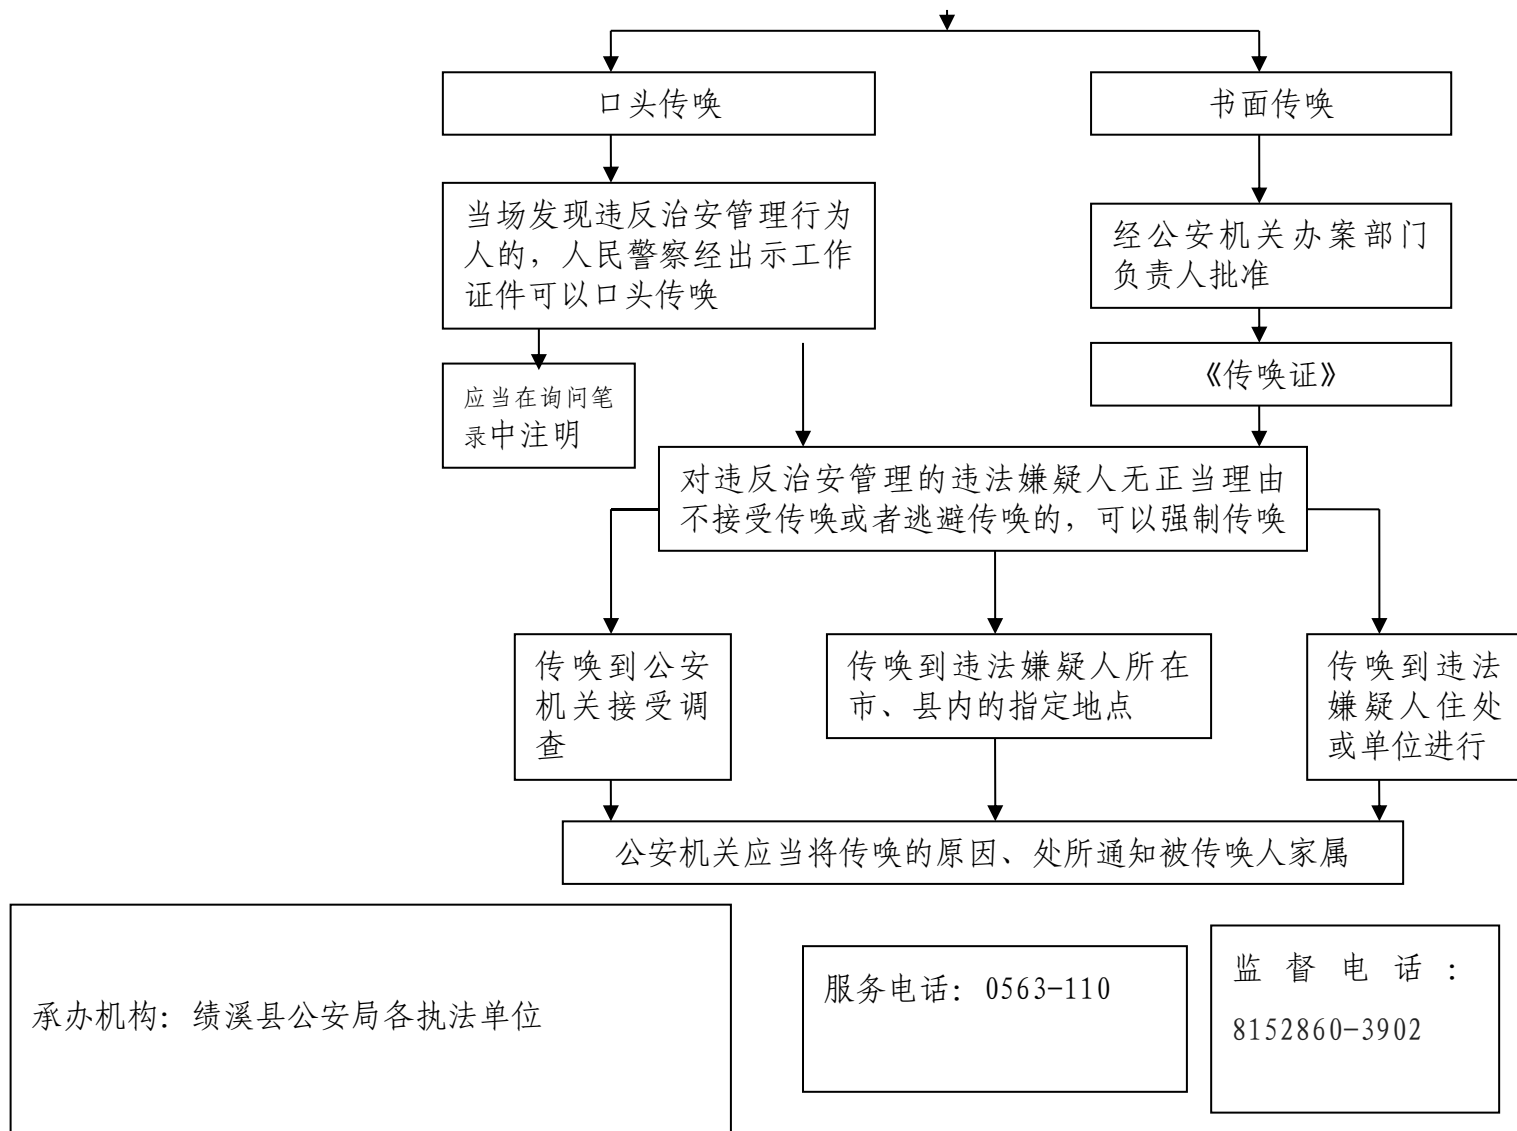 口头传唤
书面传唤
当场发现违反治安管理行为
人的，人民警察经出示工作
证件可以口头传唤
经公安机关办案部门
负责人批准
《传唤证》
应当在询问笔
录中注明
对违反治安管理的违法嫌疑人无正当理由
不接受传唤或者逃避传唤的，可以强制传唤
传唤到公安
机关接受调
查
传唤到违法嫌疑人所在
市、县内的指定地点
传唤到违法
嫌疑人住处
或单位进行
公安机关应当将传唤的原因、处所通知被传唤人家属
承办机构：绩溪县公安局各执法单位
服务电话：0563-110
监督电话：
8152860-3902